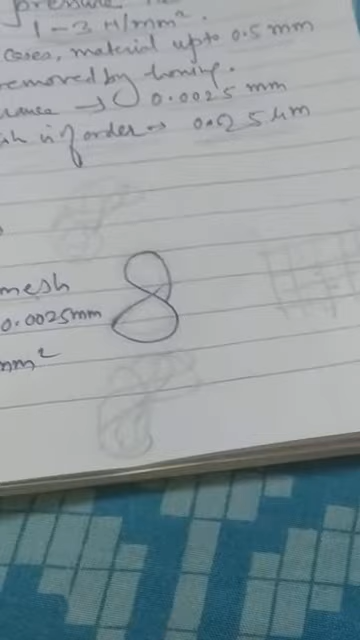 pressure
1-3 N/mm².
cases, material upto 0.5 mm
removed by honing.
→ 0.0025 mm
order → 0.25 μm
mesh
0.0025mm
mm²
8